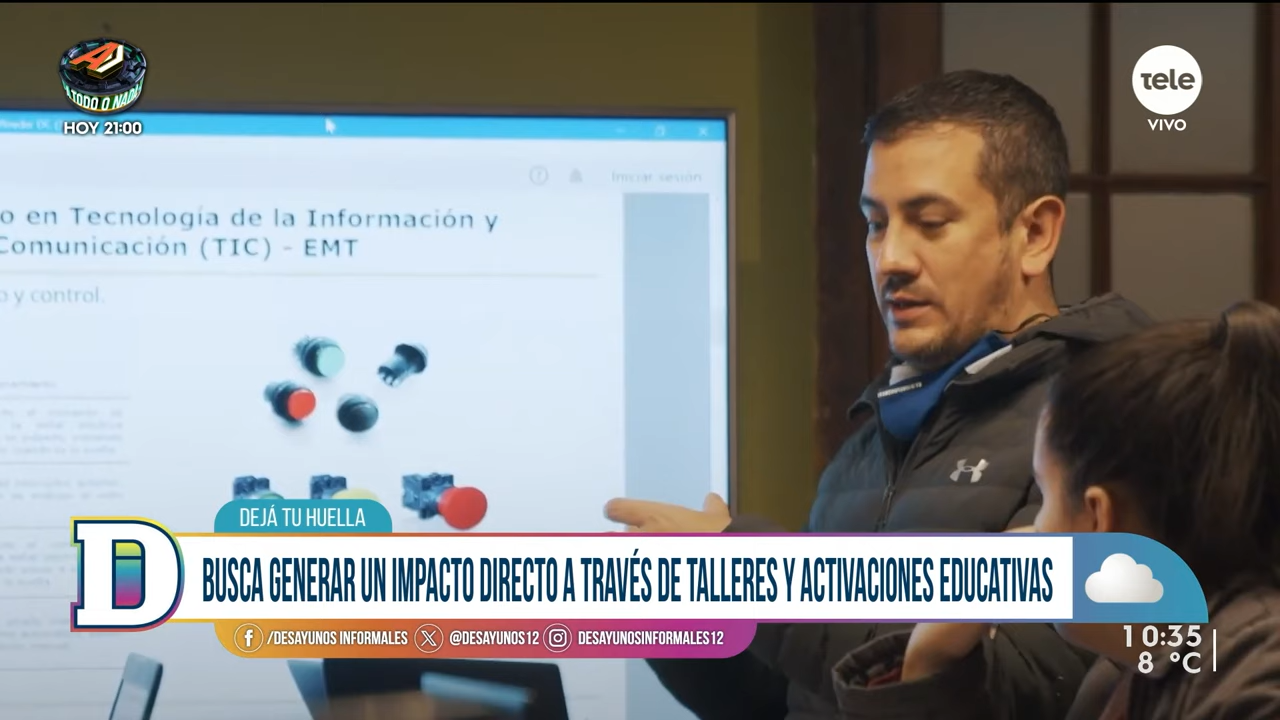 A TODO O NADA
HOY 21:00
tele
VIVO
Iniciar sesión
o en Tecnología de la Información y
Comunicación (TIC) - EMT
o y control.
DEJÁ TU HUELLA
D
BUSCA GENERAR UN IMPACTO DIRECTO A TRAVÉS DE TALLERES Y ACTIVACIONES EDUCATIVAS
/DESAYUNOS INFORMALES @DESAYUNOS12 DESAYUNOSINFORMALES12
10:35
8 °C